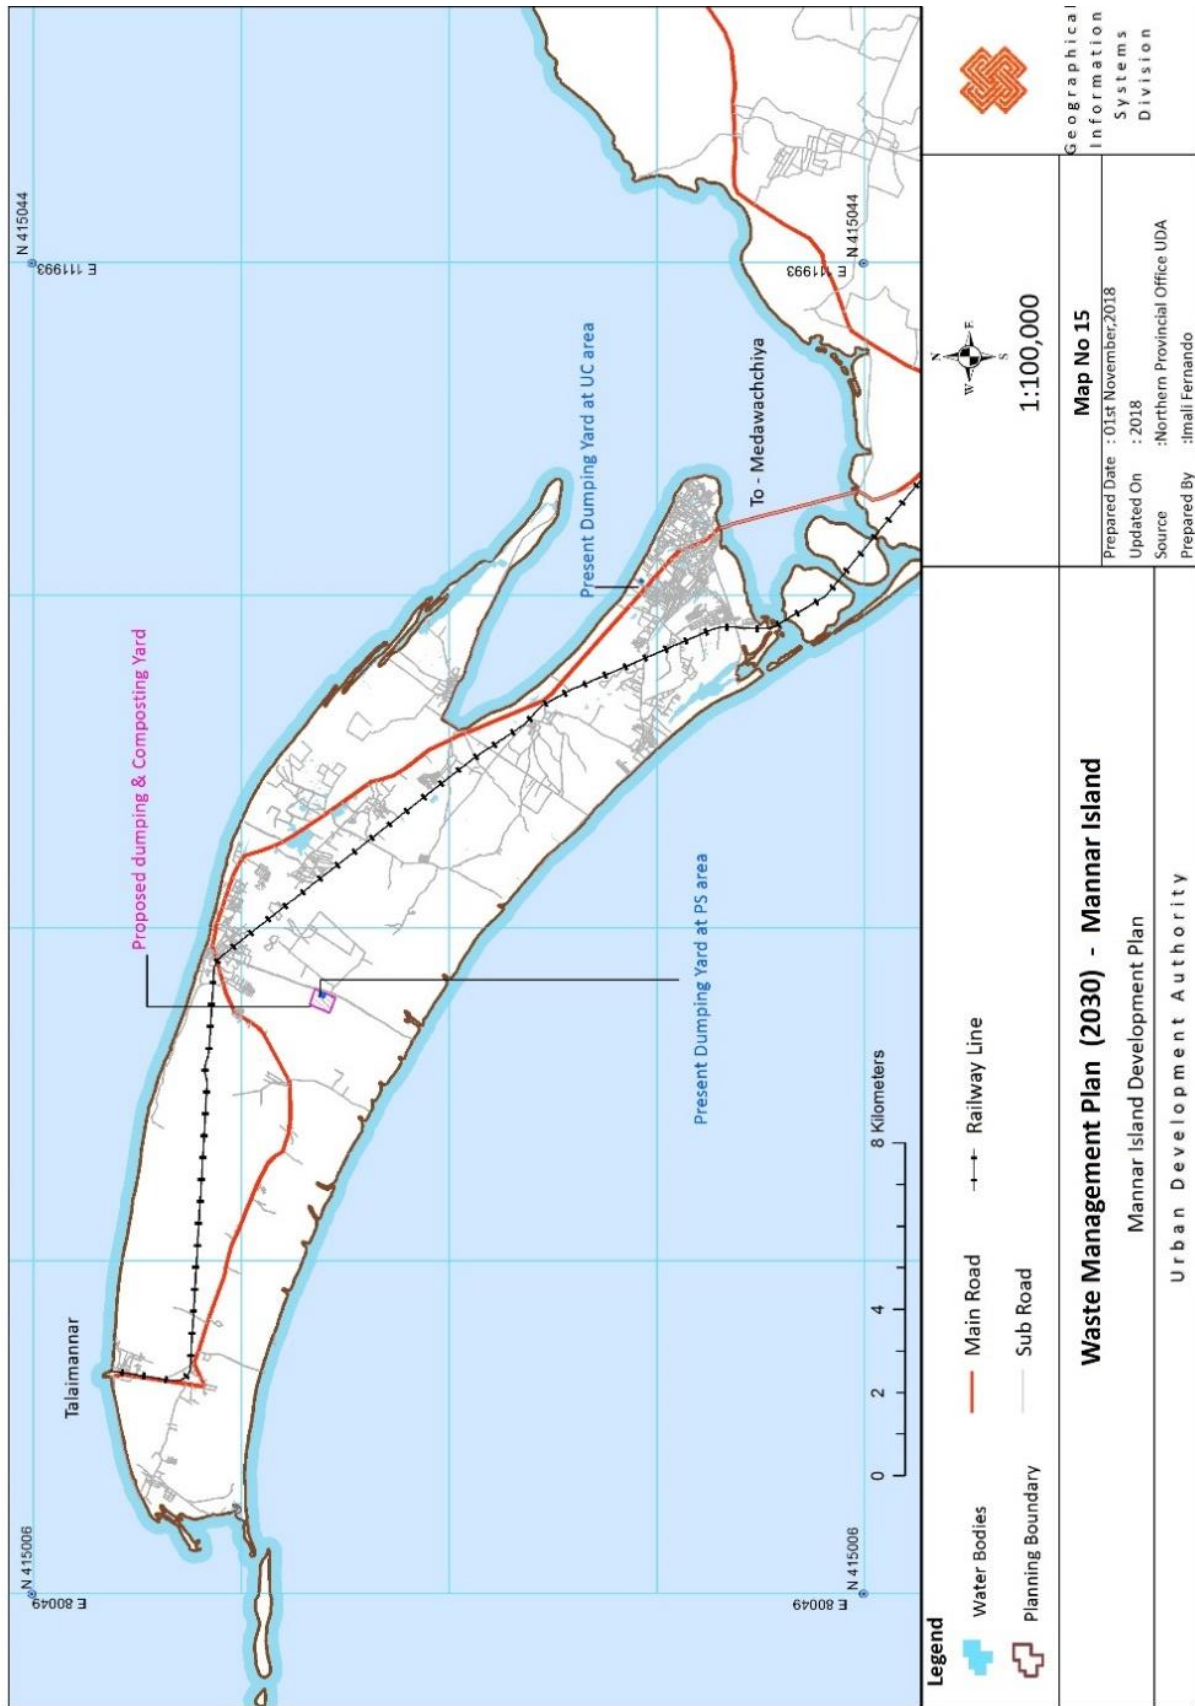 N 415006
E 80049
N 415044
E 111993
Talaimannar
Proposed dumping & Composting Yard
Present Dumping Yard at UC area
To - Medawachchiya
Present Dumping Yard at PS area
N 415006
E 80049
N 415044
E 111993
0 2 4 8 Kilometers
Legend
Water Bodies
Main Road
Railway Line
Planning Boundary
Sub Road
N
W
E
S
1:100,000
Geographical
Information
Systems
Division
Waste Management Plan (2030) - Mannar Island
Mannar Island Development Plan
Urban Development Authority
Map No 15
Prepared Date : 01st November,2018
Updated On : 2018
Source :Northern Provincial Office UDA
Prepared By :Imali Fernando